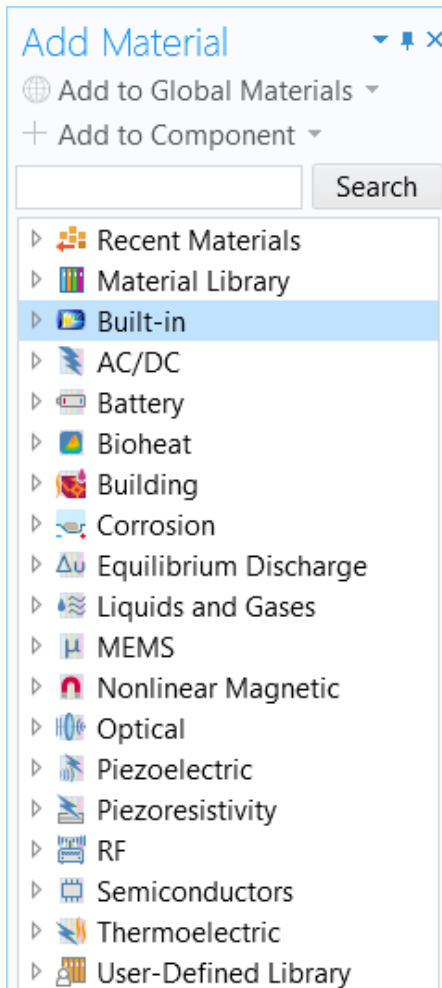 Add Material
Add to Global Materials
Add to Component
Search
Recent Materials
Material Library
Built-in
AC/DC
Battery
Bioheat
Building
Corrosion
Δυ Equilibrium Discharge
Liquids and Gases
μ MEMS
Nonlinear Magnetic
Optical
Piezoelectric
Piezoresistivity
RF
Semiconductors
Thermoelectric
User-Defined Library